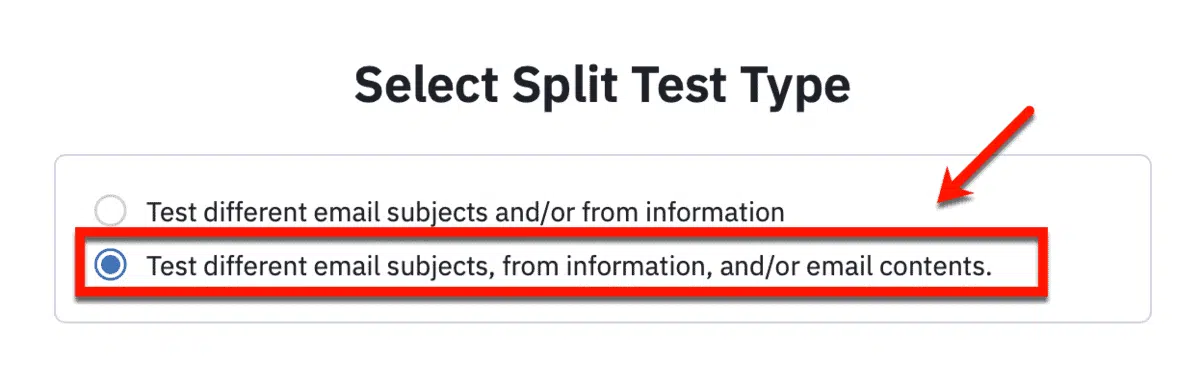 Select Split Test Type
Test different email subjects and/or from information
Test different email subjects, from information, and/or email contents.